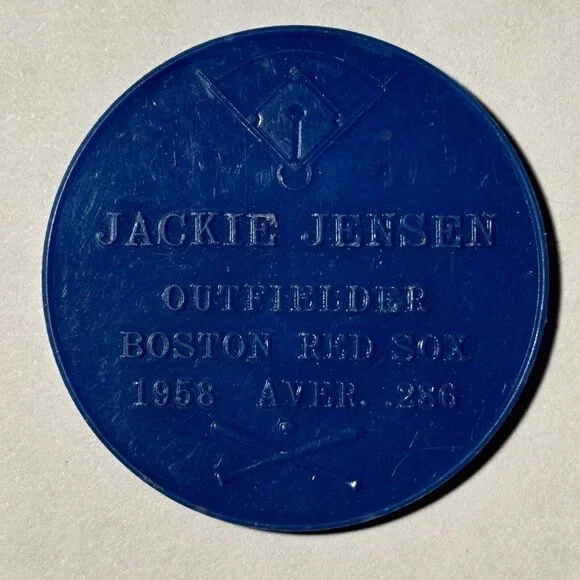 JACKIE JENSEN
OUTFIELDER
BOSTON RED SOX
1958 AVER. .286